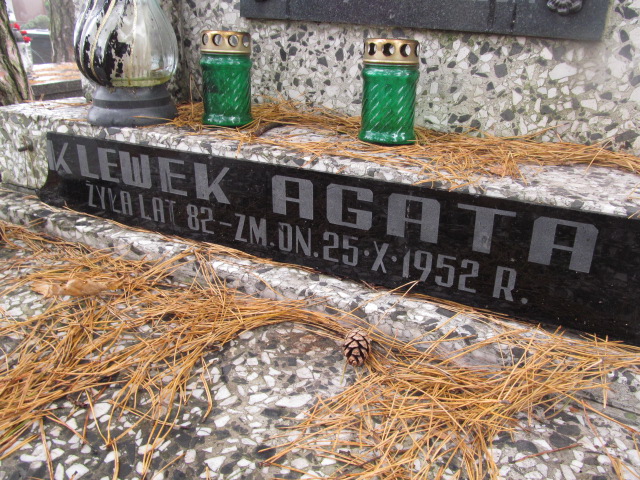 KLEWEK AGATA
ŻYŁA LAT 82 - ZM. DN. 25·X·1952 R.